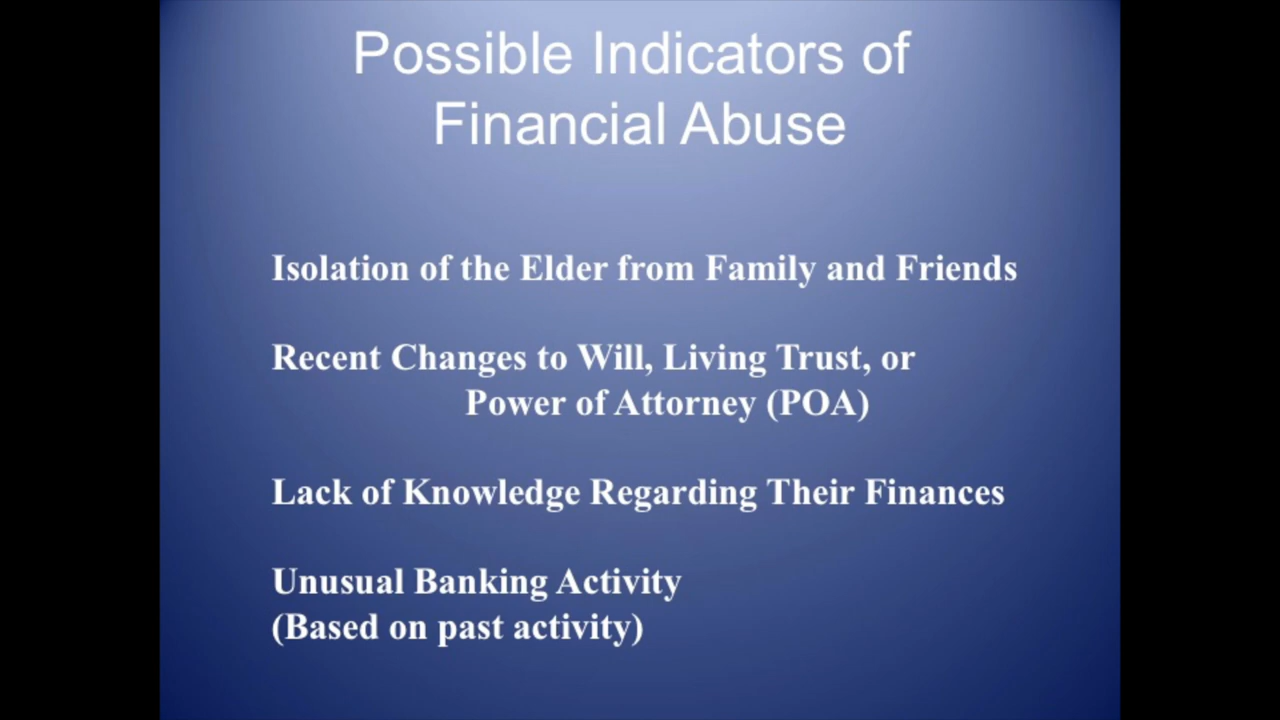 Possible Indicators of
Financial Abuse
Isolation of the Elder from Family and Friends
Recent Changes to Will, Living Trust, or
Power of Attorney (POA)
Lack of Knowledge Regarding Their Finances
Unusual Banking Activity
(Based on past activity)